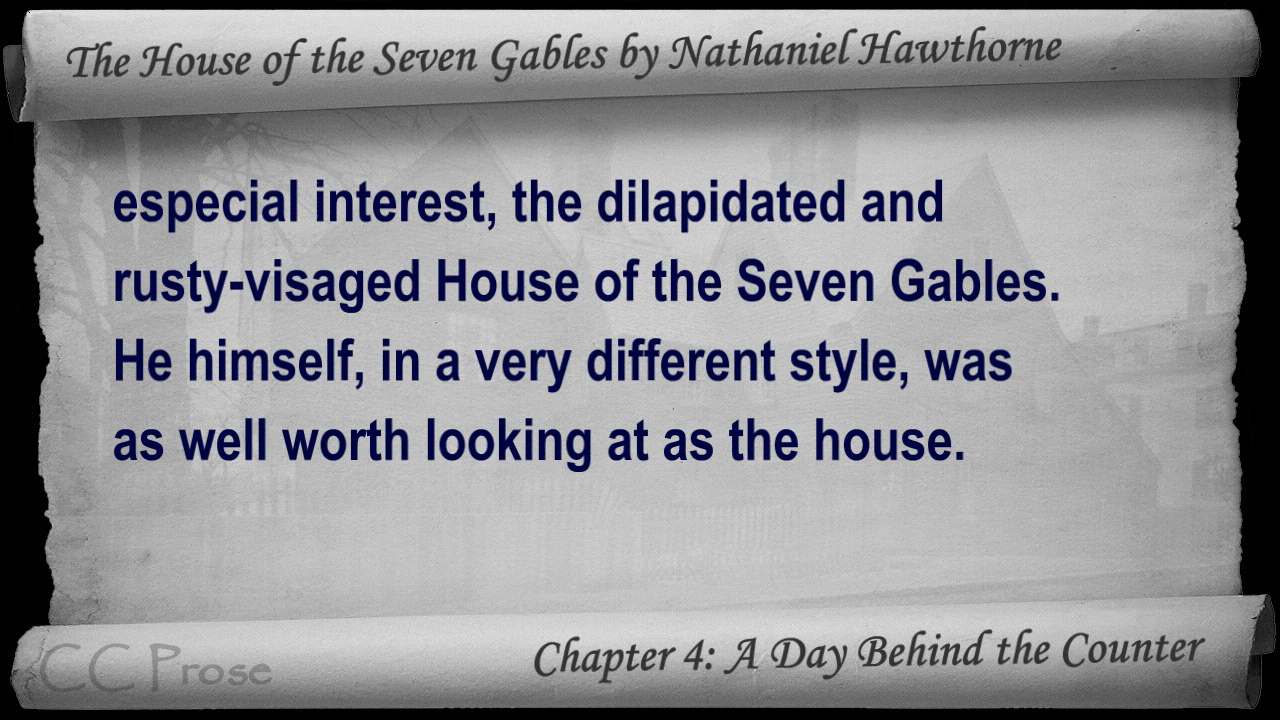 The House of the Seven Gables by Nathaniel Hawthorne
especial interest, the dilapidated and
rusty-visaged House of the Seven Gables.
He himself, in a very different style, was
as well worth looking at as the house.
CC Prose
Chapter 4: A Day Behind the Counter